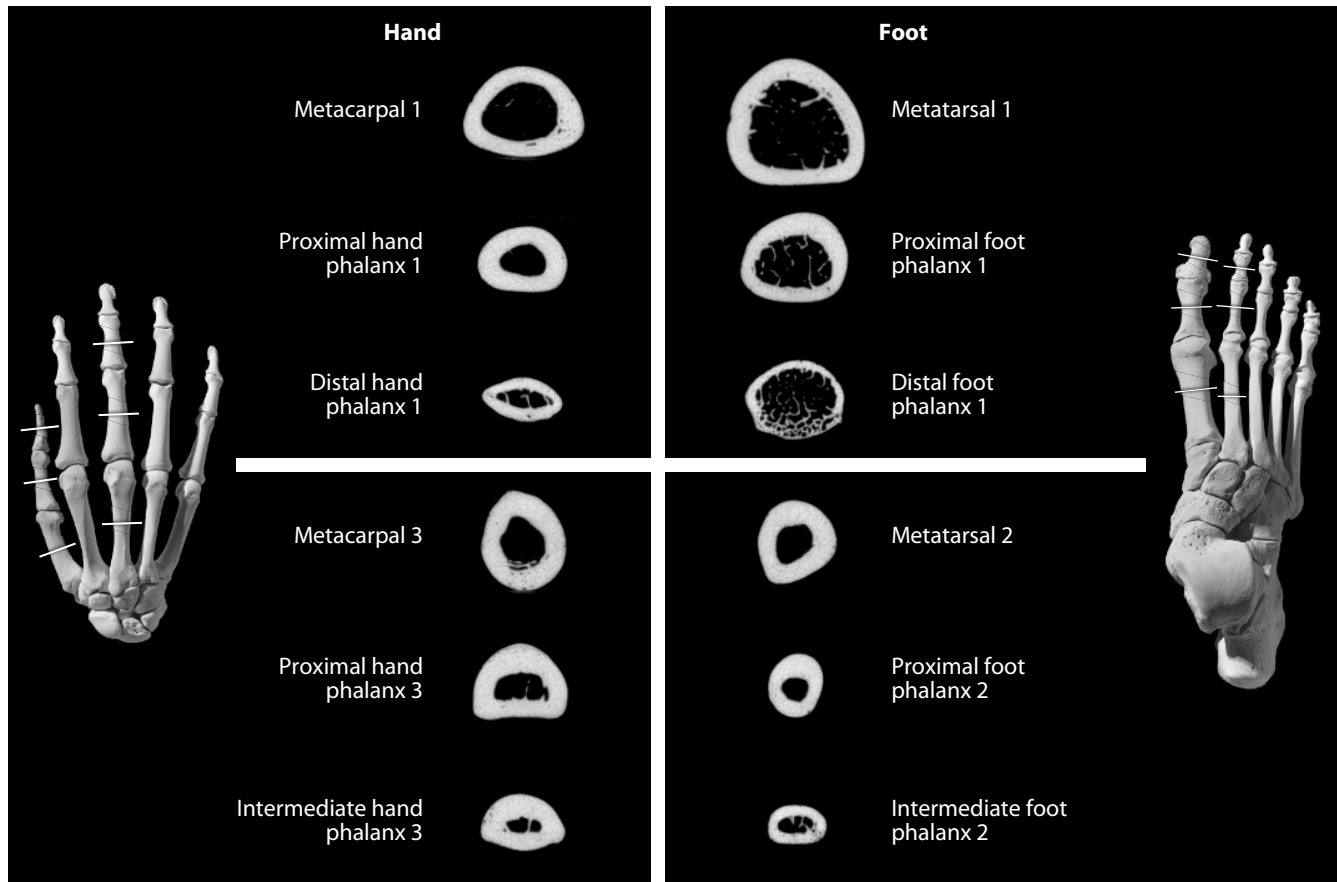 Hand
Metacarpal 1
Proximal hand
phalanx 1
Distal hand
phalanx 1
Metacarpal 3
Proximal hand
phalanx 3
Intermediate hand
phalanx 3
Foot
Metatarsal 1
Proximal foot
phalanx 1
Distal foot
phalanx 1
Metatarsal 2
Proximal foot
phalanx 2
Intermediate foot
phalanx 2